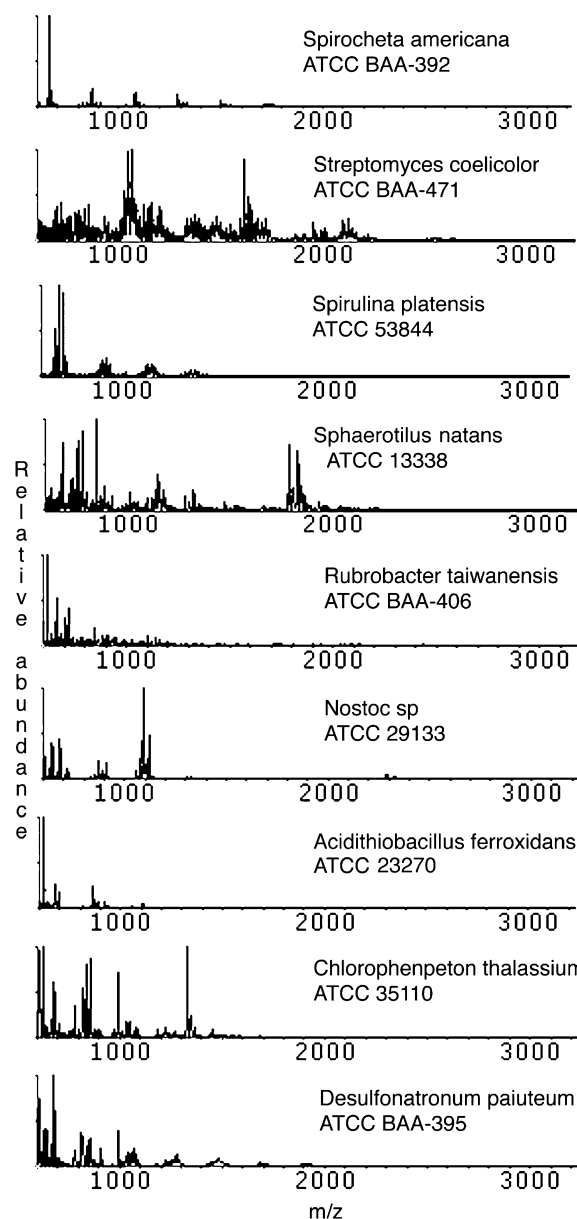 Spirocheta americana
ATCC BAA-392
1000 2000 3000
Streptomyces coelicolor
ATCC BAA-471
1000 2000 3000
Spirulina platensis
ATCC 53844
1000 2000 3000
Sphaerotilus natans
ATCC 13338
1000 2000 3000
Relative abundance
Rubrobacter taiwanensis
ATCC BAA-406
1000 2000 3000
Nostoc sp
ATCC 29133
1000 2000 3000
Acidithiobacillus ferroxidans
ATCC 23270
1000 2000 3000
Chlorophenpeton thalassium
ATCC 35110
1000 2000 3000
Desulfonatronum paiuteum
ATCC BAA-395
1000 2000 3000
m/z